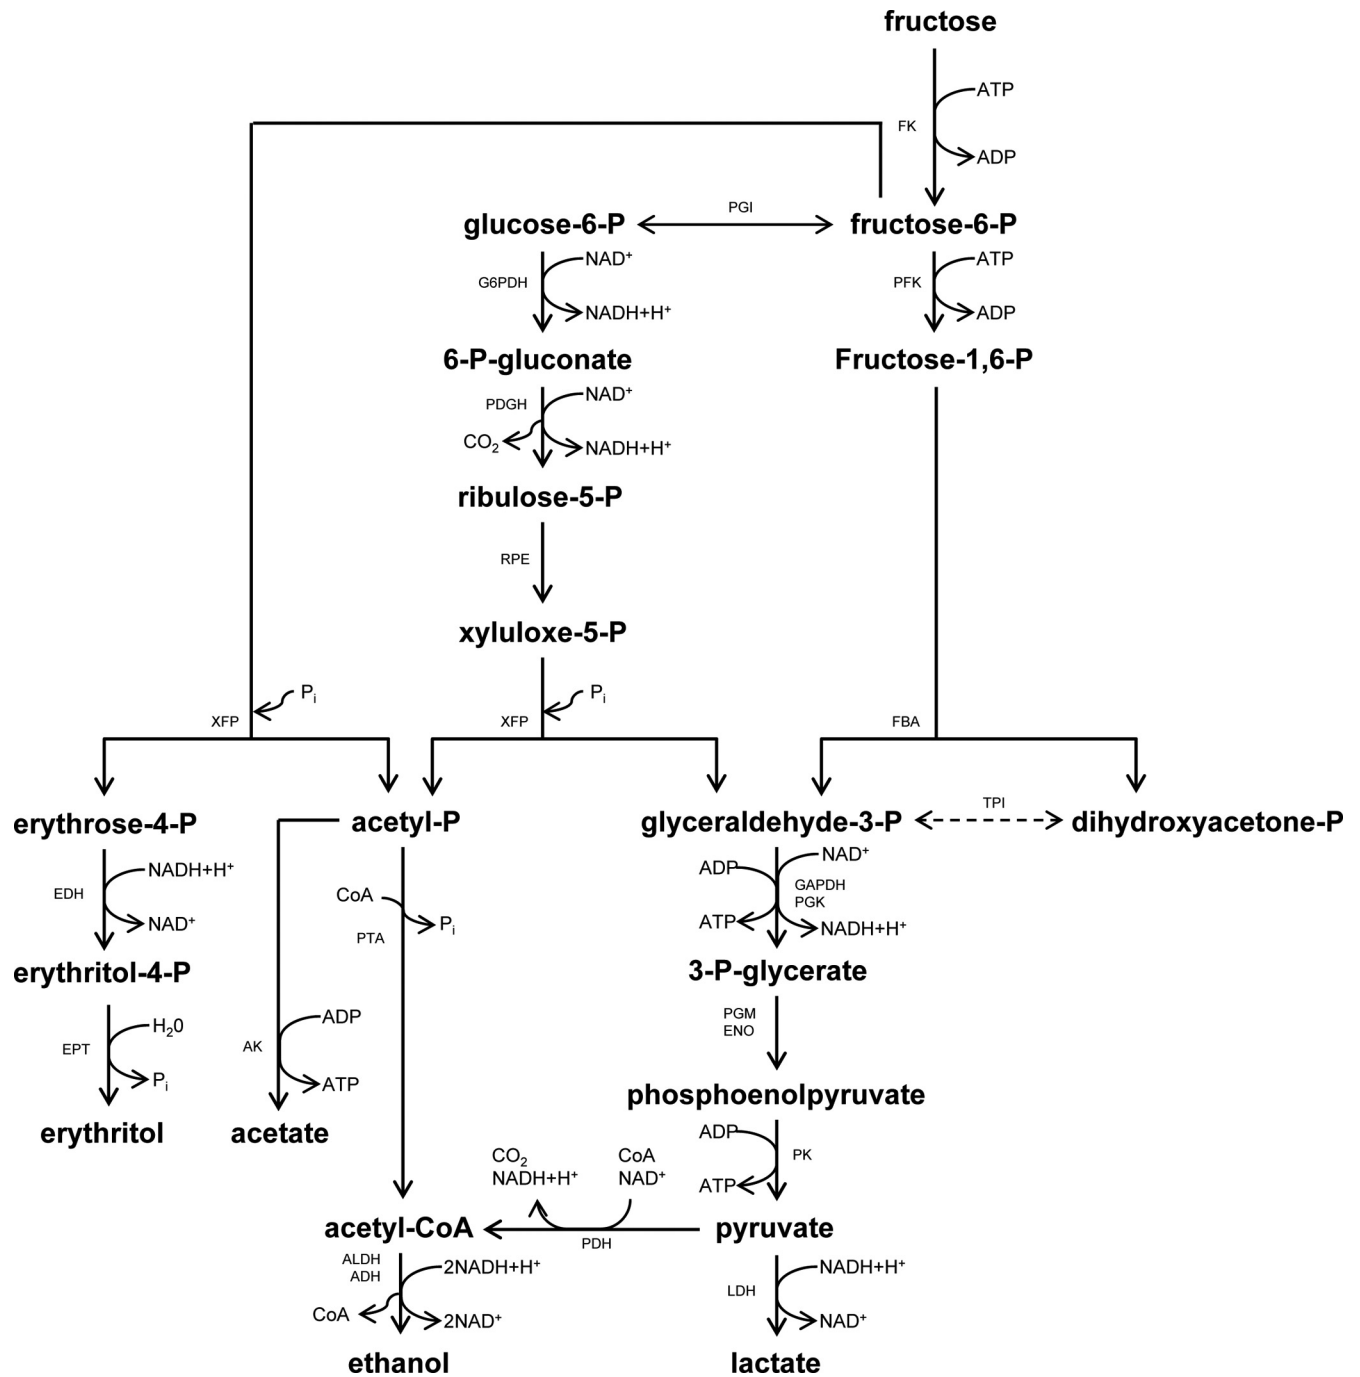 fructose
ATP
FK
ADP
glucose-6-P
PGI
fructose-6-P
NAD+
G6PDH
NADH+H+
ATP
PFK
ADP
6-P-gluconate
Fructose-1,6-P
NAD+
PDGH
CO2
NADH+H+
ribulose-5-P
RPE
xyluloxe-5-P
Pi
XFP
Pi
XFP
FBA
erythrose-4-P
acetyl-P
glyceraldehyde-3-P
TPI
dihydroxyacetone-P
NADH+H+
EDH
NAD+
CoA
Pi
PTA
ADP
NAD+
GAPDH
PGK
ATP
NADH+H+
erythritol-4-P
3-P-glycerate
H20
EPT
Pi
ADP
AK
ATP
PGM
ENO
erythritol
acetate
phosphoenolpyruvate
ADP
PK
ATP
CO2
NADH+H+
CoA
NAD+
acetyl-CoA
PDH
pyruvate
ALDH
ADH
2NADH+H+
CoA
2NAD+
NADH+H+
LDH
NAD+
ethanol
lactate